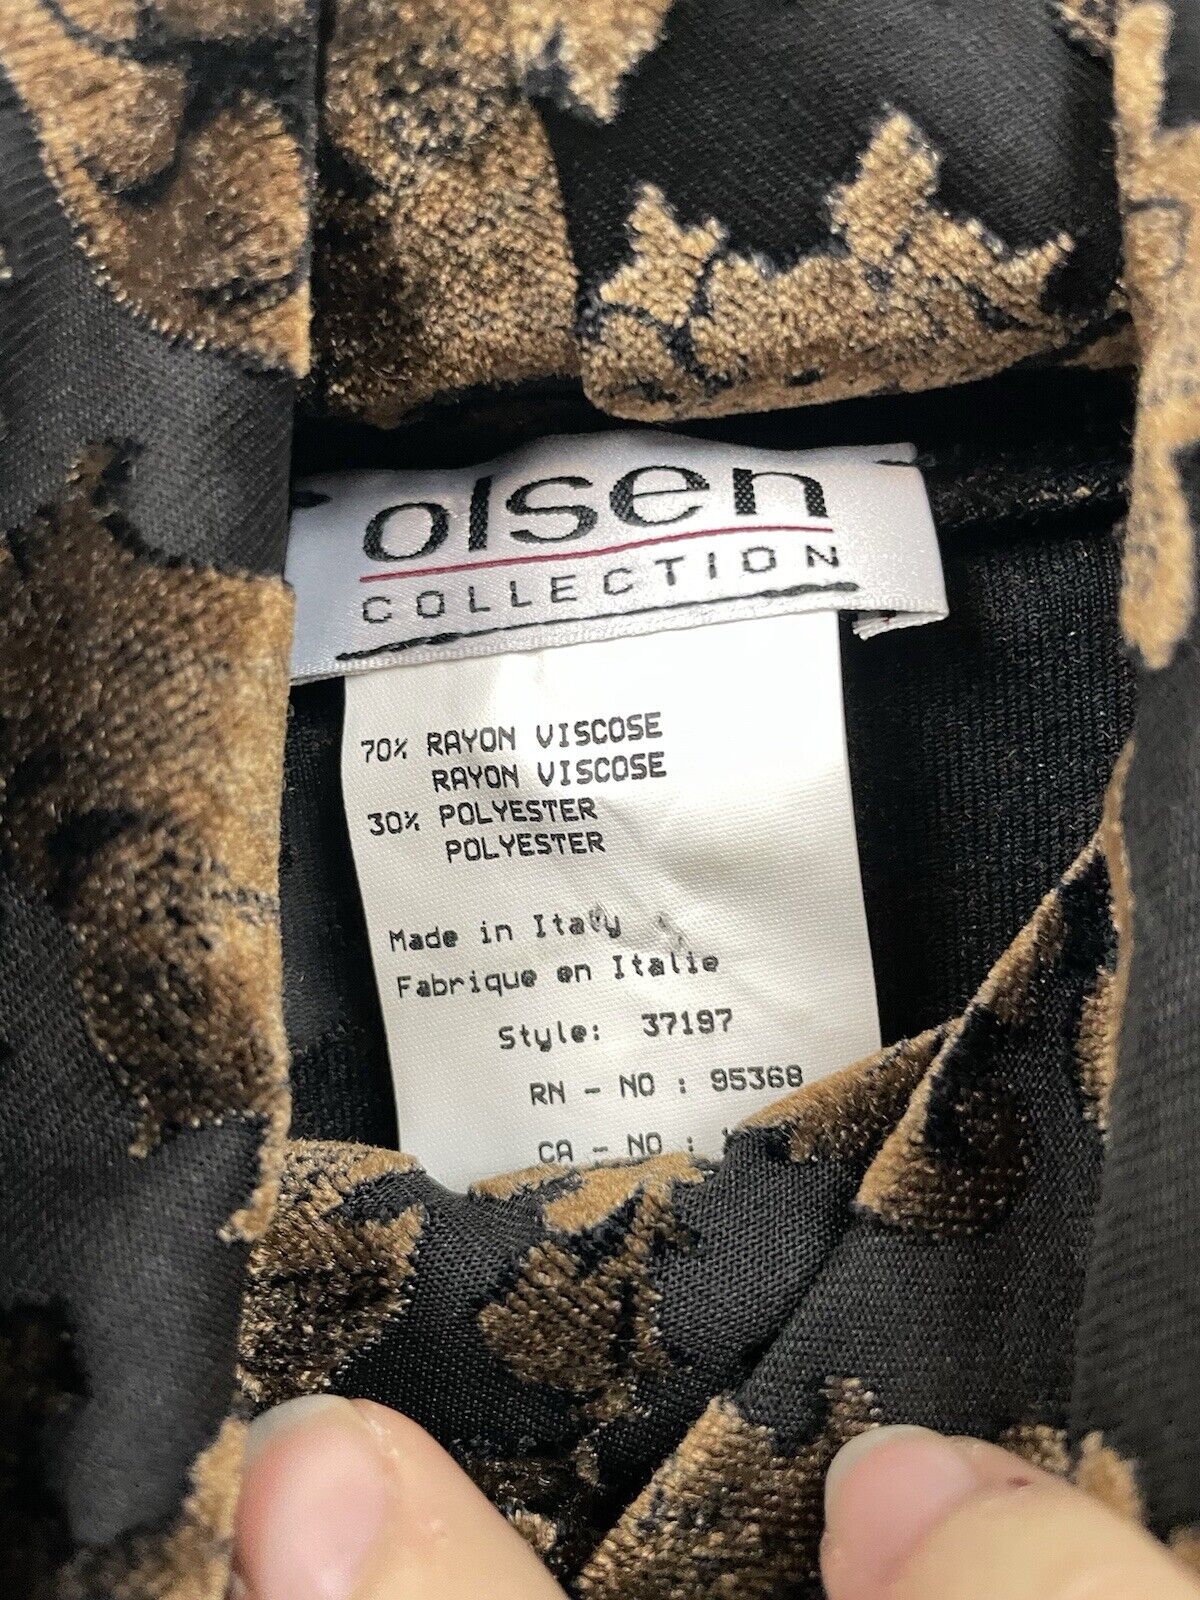 olsen
COLLECTION
70% RAYON VISCOSE
RAYON VISCOSE
30% POLYESTER
POLYESTER
Made in Italy
Fabrique en Italie
Style: 37197
RN - NO : 95368
CA - NO :